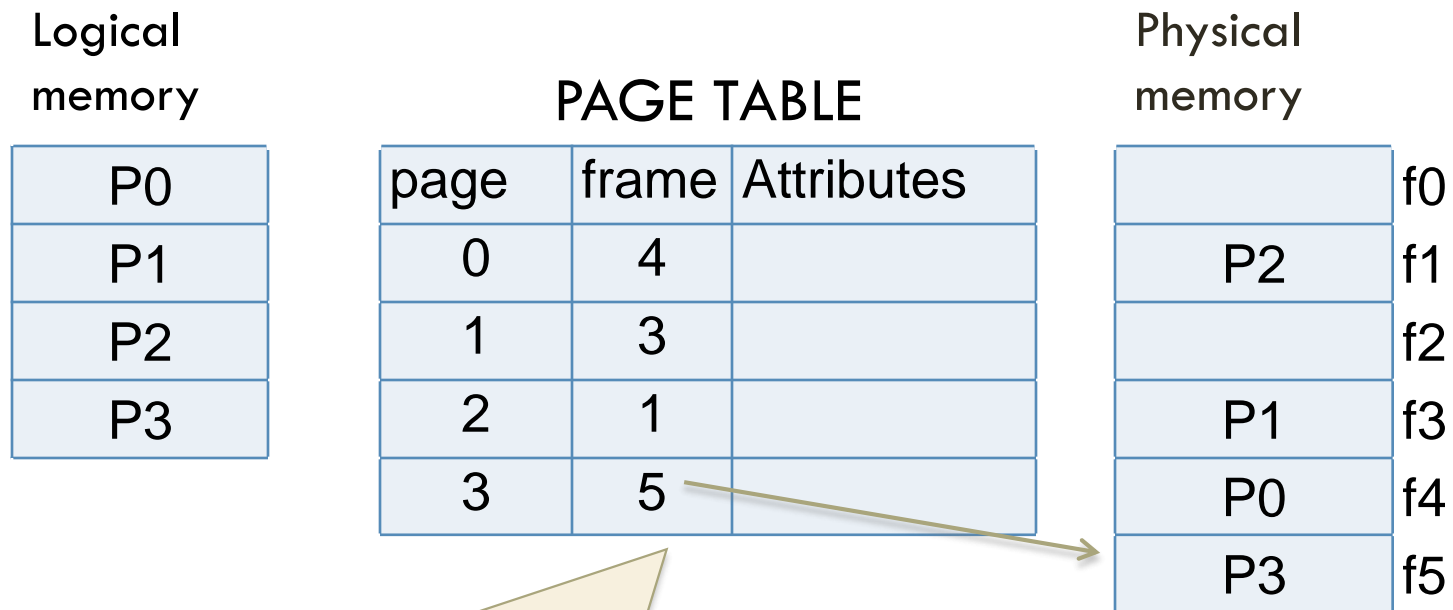 Logical
memory
PAGE TABLE
Physical
memory
P0
P1
P2
P3
page frame Attributes
0 4
1 3
2 1
3 5
f0
P2 f1
f2
P1 f3
P0 f4
P3 f5